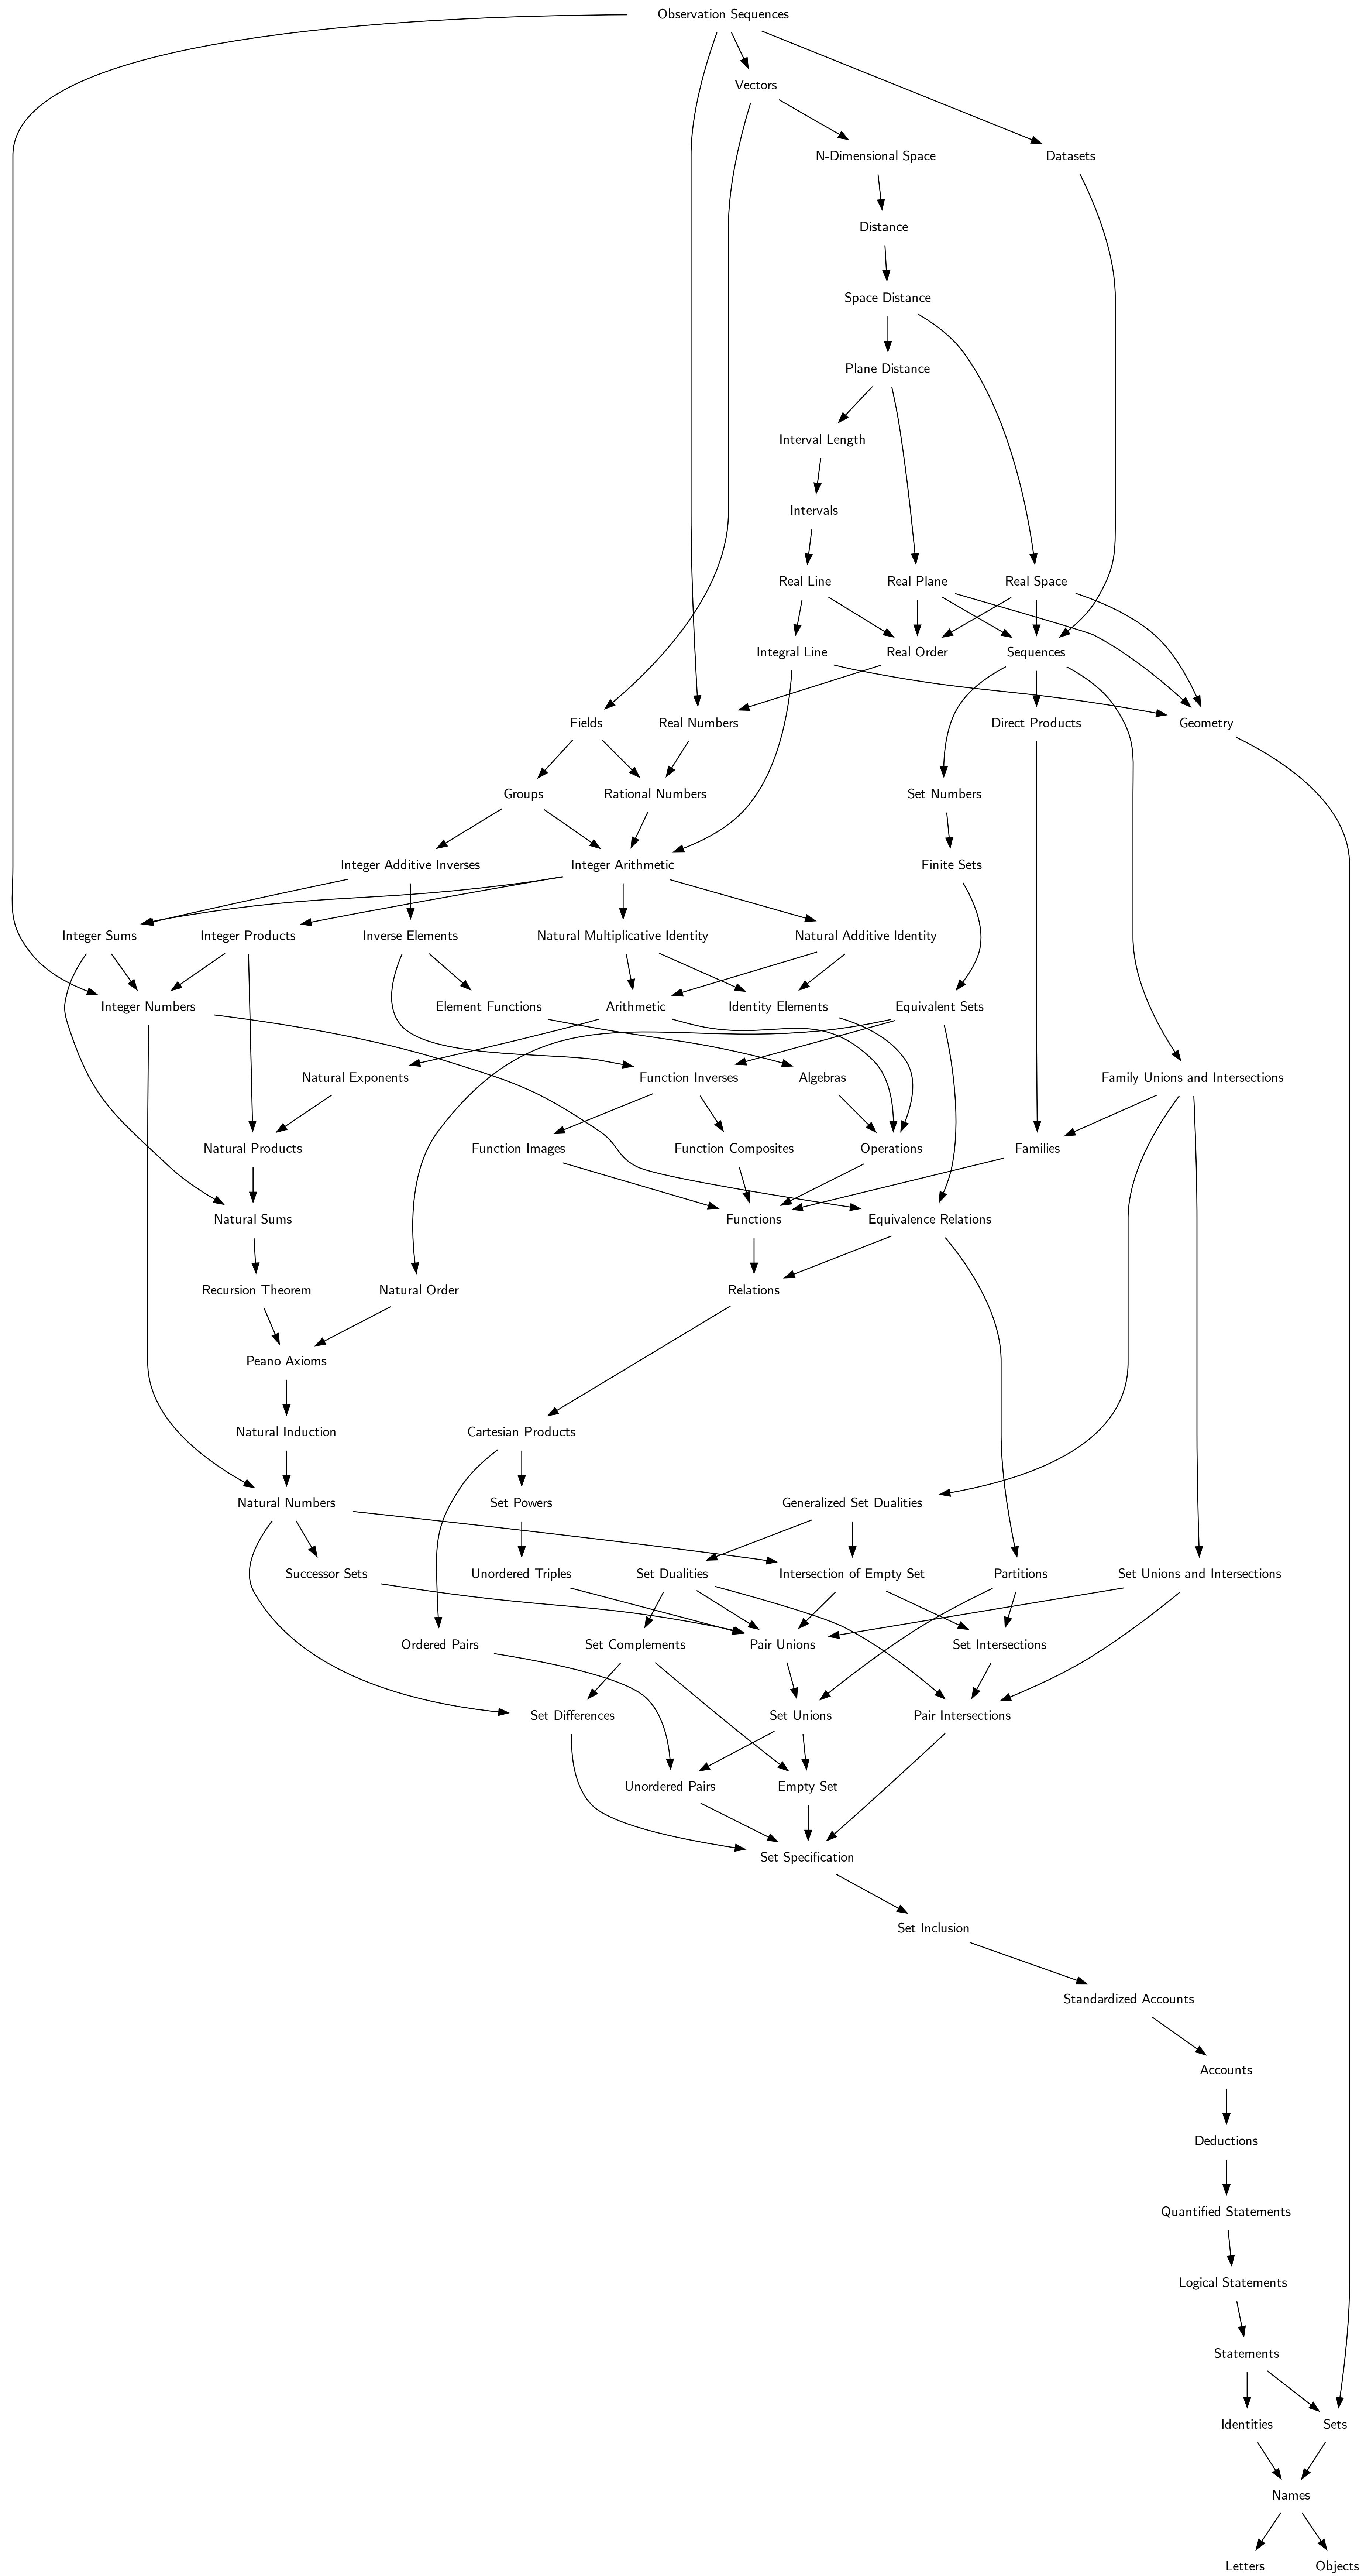 Observation Sequences
Vectors
N-Dimensional Space
Datasets
Distance
Space Distance
Plane Distance
Interval Length
Intervals
Real Line
Real Plane
Real Space
Integral Line
Real Order
Sequences
Fields
Real Numbers
Direct Products
Geometry
Groups
Rational Numbers
Set Numbers
Integer Additive Inverses
Integer Arithmetic
Finite Sets
Integer Sums
Integer Products
Inverse Elements
Natural Multiplicative Identity
Natural Additive Identity
Integer Numbers
Element Functions
Arithmetic
Identity Elements
Equivalent Sets
Natural Exponents
Function Inverses
Algebras
Family Unions and Intersections
Natural Products
Function Images
Function Composites
Operations
Families
Natural Sums
Functions
Equivalence Relations
Recursion Theorem
Natural Order
Relations
Peano Axioms
Natural Induction
Cartesian Products
Natural Numbers
Set Powers
Generalized Set Dualities
Successor Sets
Unordered Triples
Set Dualities
Intersection of Empty Set
Partitions
Set Unions and Intersections
Ordered Pairs
Set Complements
Pair Unions
Set Intersections
Set Differences
Set Unions
Pair Intersections
Unordered Pairs
Empty Set
Set Specification
Set Inclusion
Standardized Accounts
Accounts
Deductions
Quantified Statements
Logical Statements
Statements
Identities
Sets
Names
Letters
Objects